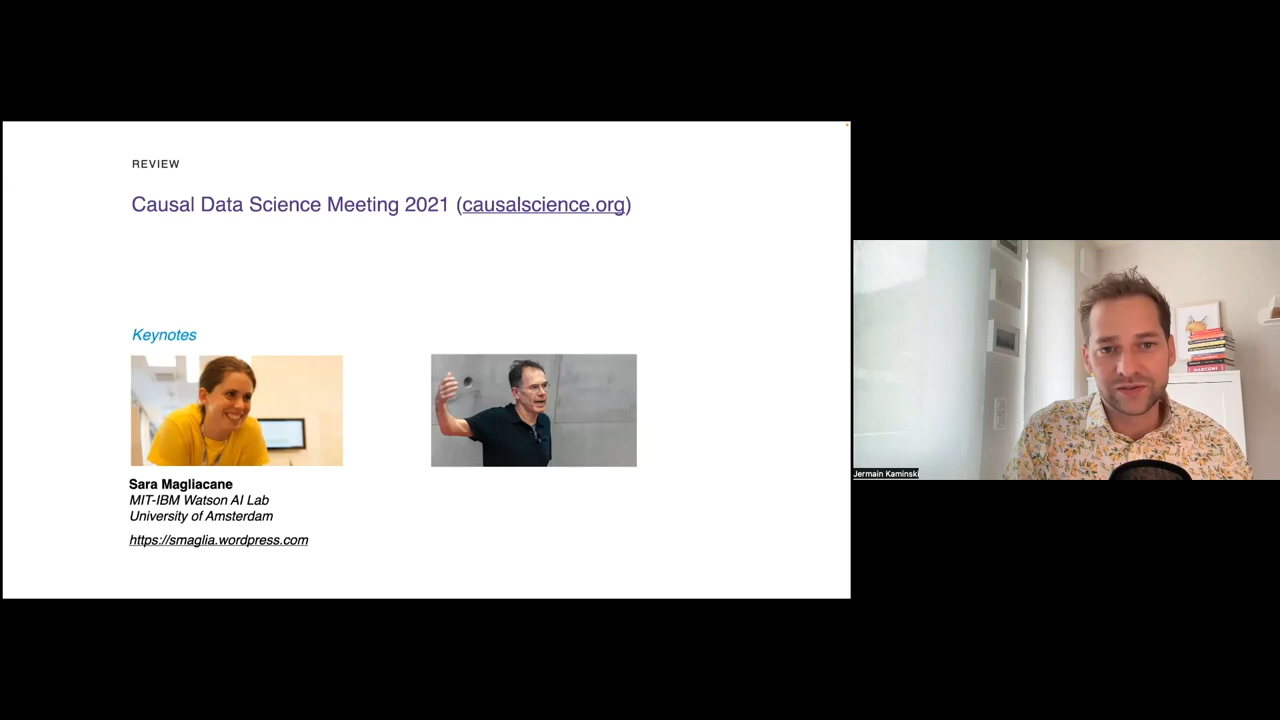 REVIEW
Causal Data Science Meeting 2021 (causalscience.org)
Keynotes
Sara Magliacane
MIT-IBM Watson AI Lab
University of Amsterdam
https://smaglia.wordpress.com
MARCONI
Jermain Kaminski